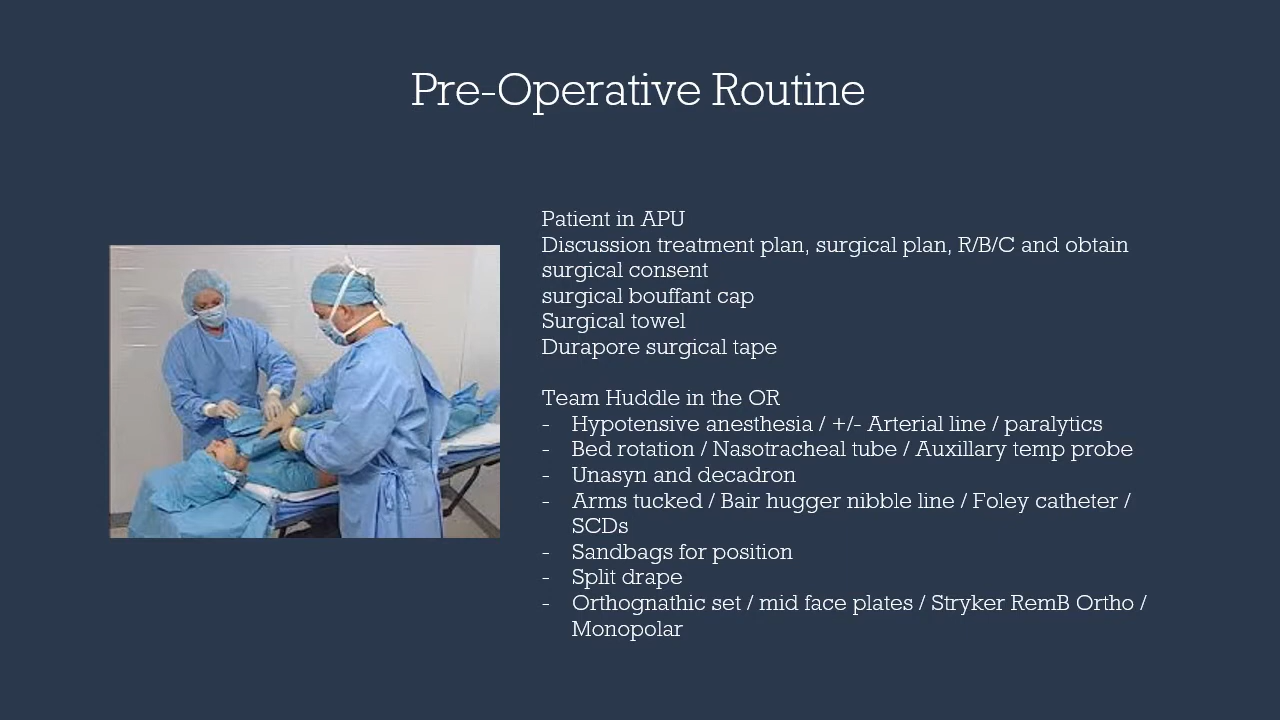 Pre-Operative Routine
Patient in APU
Discussion treatment plan, surgical plan, R/B/C and obtain
surgical consent
surgical bouffant cap
Surgical towel
Durapore surgical tape
Team Huddle in the OR
- Hypotensive anesthesia / +/- Arterial line / paralytics
- Bed rotation / Nasotracheal tube / Auxillary temp probe
- Unasyn and decadron
- Arms tucked / Bair hugger nibble line / Foley catheter /
SCDs
- Sandbags for position
- Split drape
- Orthognathic set / mid face plates / Stryker RemB Ortho /
Monopolar